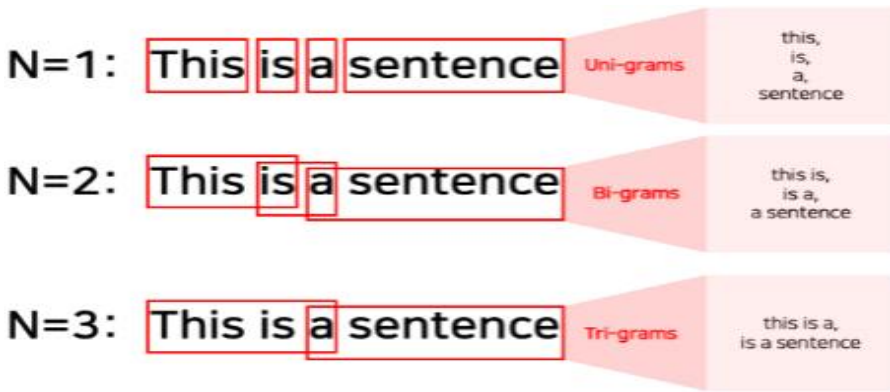 N=1: This is a sentence Uni-grams
this,
is,
a,
sentence
N=2: This is a sentence Bi-grams
this is,
is a,
a sentence
N=3: This is a sentence Tri-grams
this is a,
is a sentence